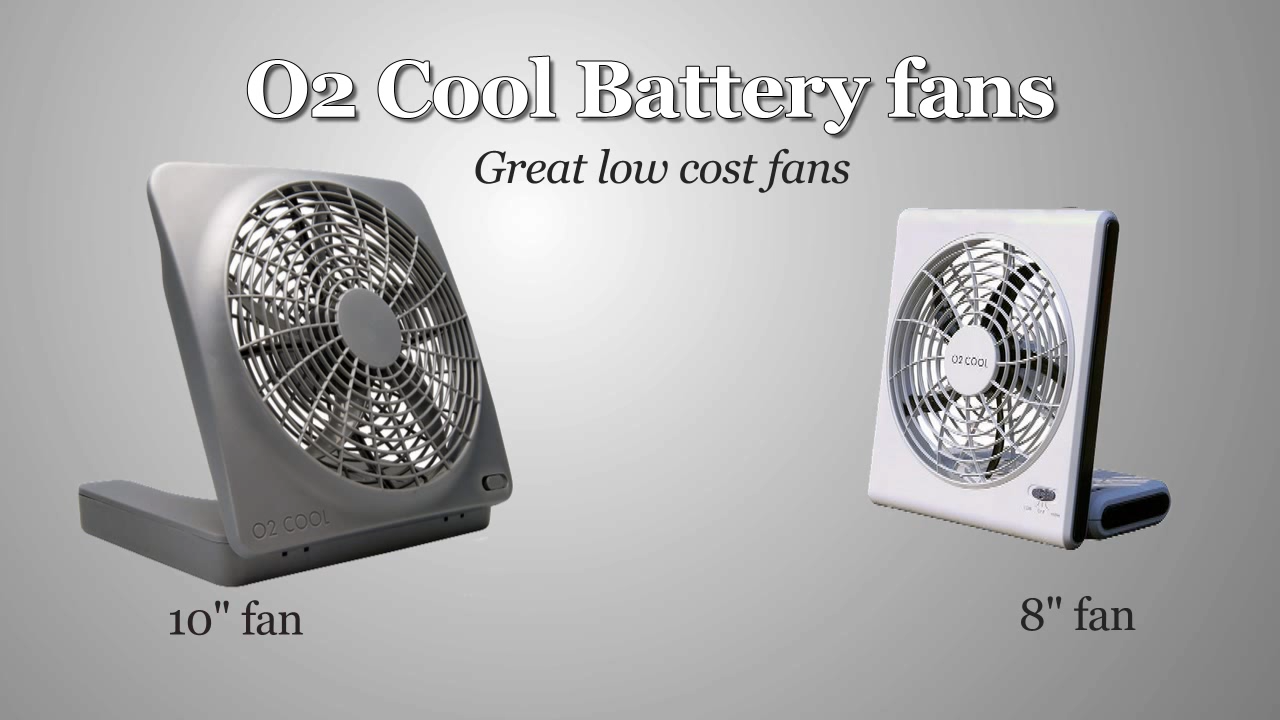 O2 Cool Battery fans
Great low cost fans
O2 COOL
O2 COOL
10" fan
8" fan